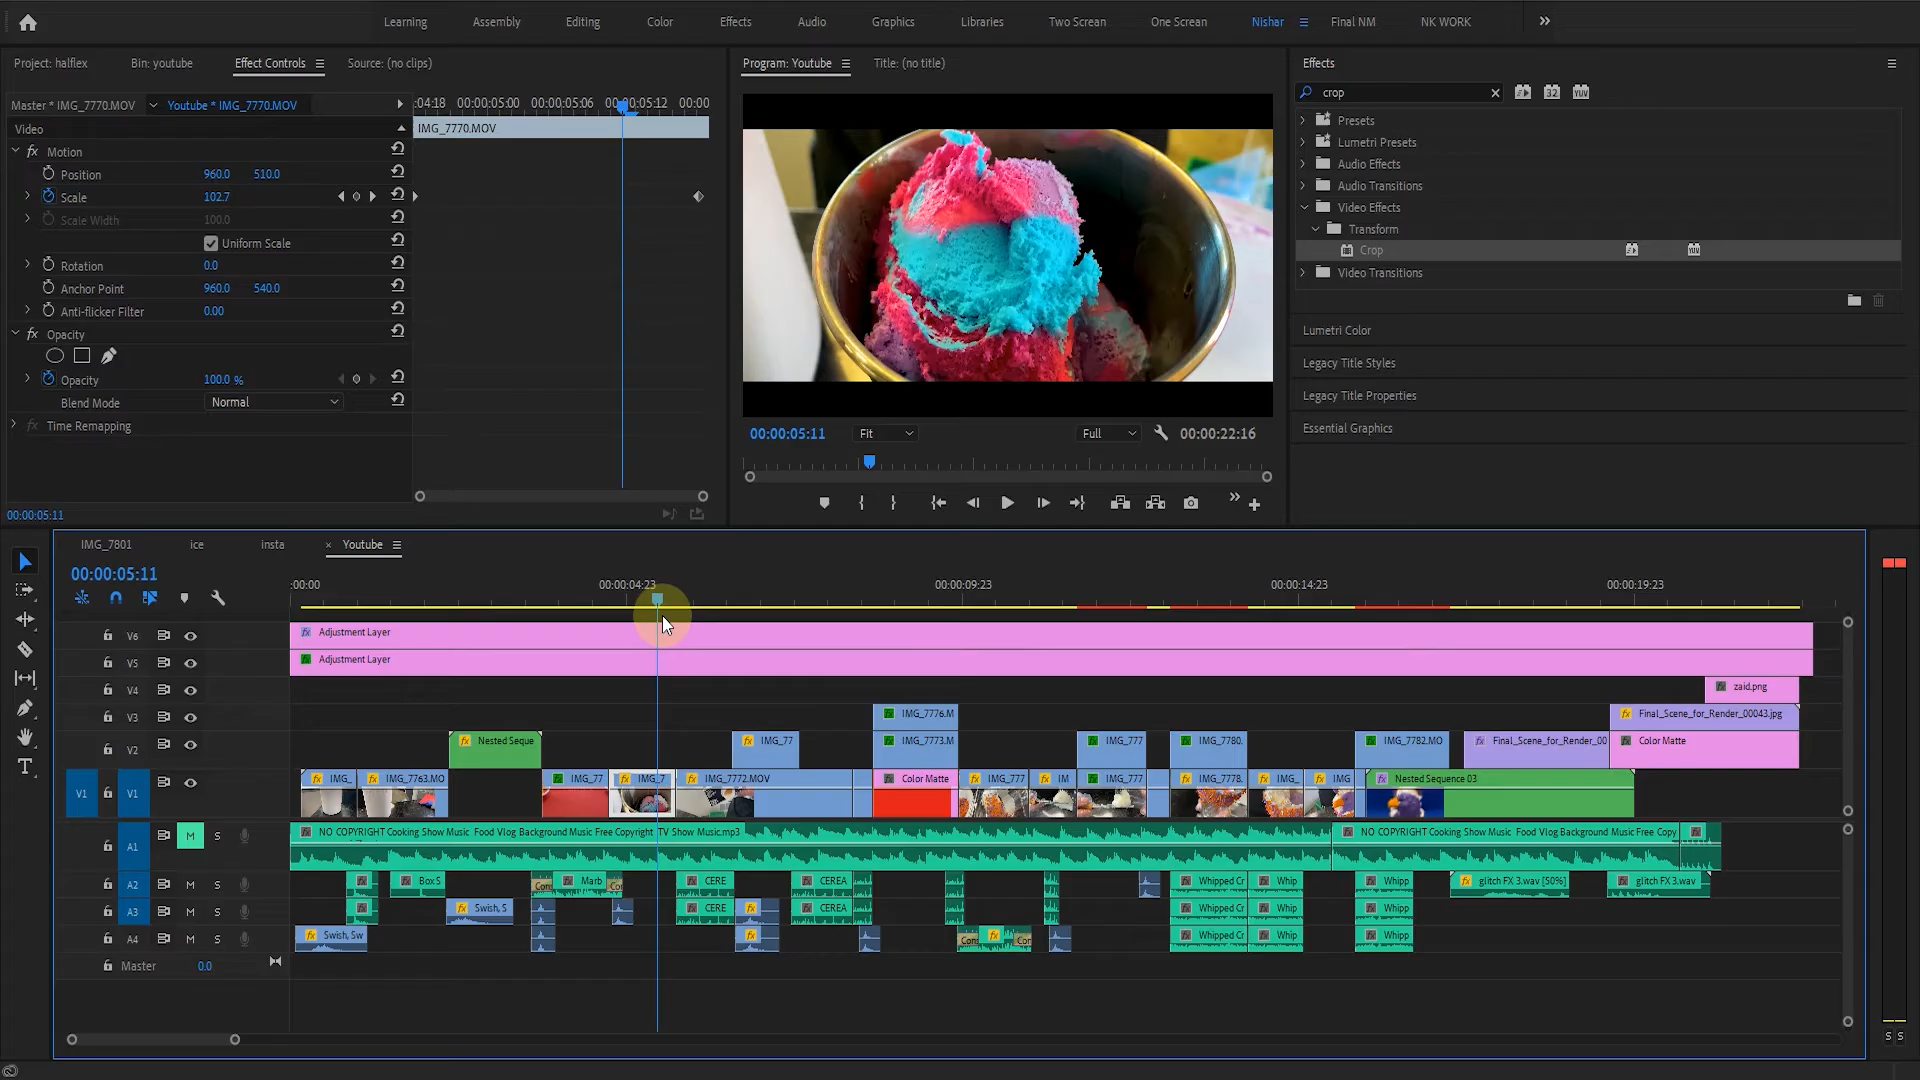 Learning Assembly Editing Color Effects Audio Graphics Libraries Two Screan One Screan Nishar Final NM NK WORK
Project: halflex Bin: youtube Effect Controls Source: (no clips)
Master * IMG_7770.MOV Youtube * IMG_7770.MOV
:04:18 00:00:05:00 00:00:05:06 00:00:05:12 00:00
Video
IMG_7770.MOV
Motion
Position 960.0 510.0
Scale 102.7
Scale Width 100.0
Uniform Scale
Rotation 0.0
Anchor Point 960.0 540.0
Anti-flicker Filter 0.00
Opacity
Opacity 100.0 %
Blend Mode Normal
Time Remapping
00:00:05:11
Program: Youtube Title: (no title)
00:00:05:11 Fit Full 00:00:22:16
Effects
crop
Presets
Lumetri Presets
Audio Effects
Audio Transitions
Video Effects
Transform
Crop
Video Transitions
Lumetri Color
Legacy Title Styles
Legacy Title Properties
Essential Graphics
IMG_7801 ice insta × Youtube
00:00:05:11
:00:00 00:00:04:23 00:00:09:23 00:00:14:23 00:00:19:23
V6 Adjustment Layer
V5 Adjustment Layer
V4 zaid.png
V3 IMG_7776.M Final_Scene_for_Render_00043.jpg
V2 Nested Seque IMG_77 IMG_7773.M IMG_777 IMG_7780. IMG_7782.MO Final_Scene_for_Render_00 Color Matte
V1 V1 IMG_ IMG_7763.MO IMG_77 IMG_7 IMG_7772.MOV Color Matte IMG_777 IM IMG_777 IMG_7778. IMG_ IMG Nested Sequence 03
A1 M S NO COPYRIGHT Cooking Show Music Food Vlog Background Music Free Copyright TV Show Music.mp3 NO COPYRIGHT Cooking Show Music Food Vlog Background Music Free Copy
A2 M S Box S Cons Marb Co CERE CEREA Whipped Cr Whip Whipp glitch FX 3.wav [50%] glitch FX 3.wav
A3 M S Swish, S CERE CEREA Whipped Cr Whip Whipp
A4 M S Swish, Sw Cons Con Whipped Cr Whip Whipp
Master 0.0
S S